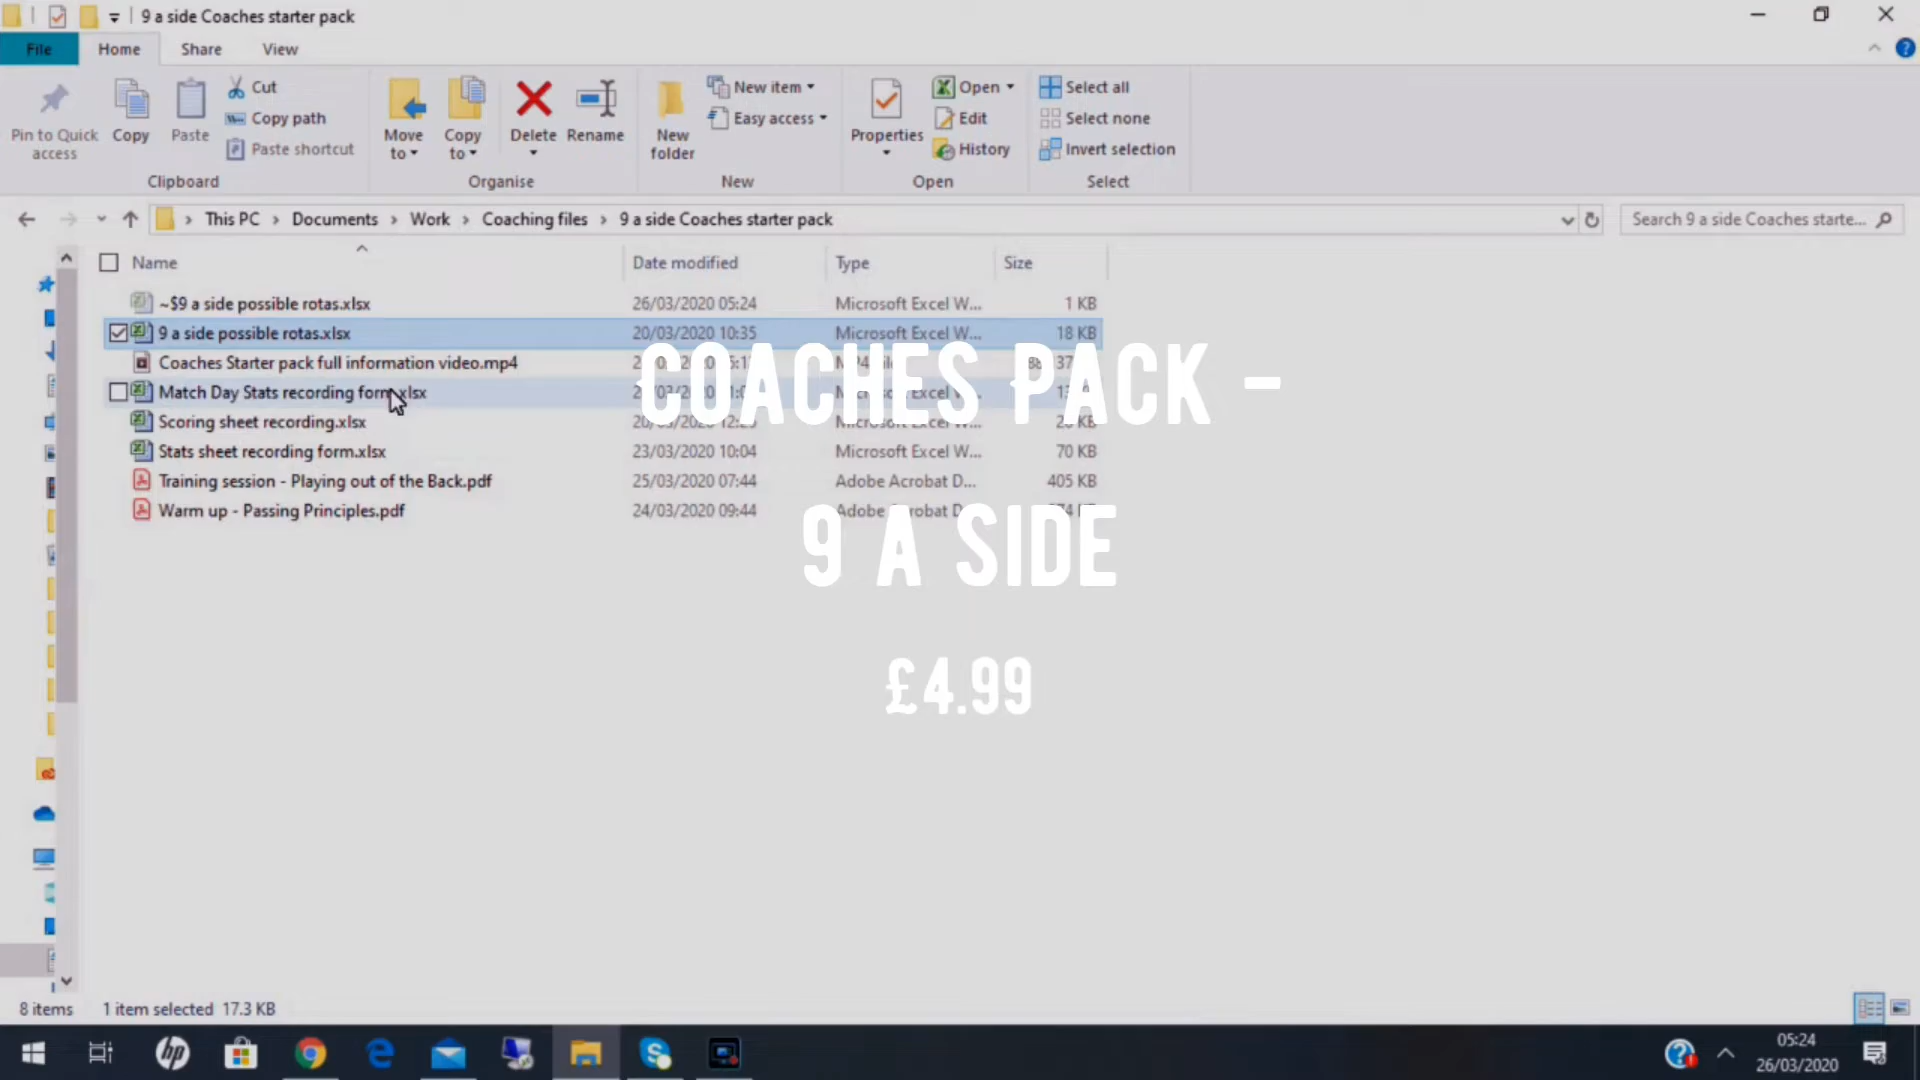 9 a side Coaches starter pack
File Home Share View
Pin to Quick access
Copy
Paste
Cut
Copy path
Paste shortcut
Move to
Copy to
Delete
Rename
New folder
New item
Easy access
Properties
Open
Edit
History
Select all
Select none
Invert selection
Clipboard Organise New Open Select
This PC > Documents > Work > Coaching files > 9 a side Coaches starter pack
Search 9 a side Coaches starte...
Name Date modified Type Size
~$9 a side possible rotas.xlsx 26/03/2020 05:24 Microsoft Excel W... 1 KB
9 a side possible rotas.xlsx 20/03/2020 10:35 Microsoft Excel W... 18 KB
Coaches Starter pack full information video.mp4
Match Day Stats recording form.xlsx
Scoring sheet recording.xlsx
Stats sheet recording form.xlsx 23/03/2020 10:04 Microsoft Excel W... 70 KB
Training session - Playing out of the Back.pdf 25/03/2020 07:44 Adobe Acrobat D... 405 KB
Warm up - Passing Principles.pdf 24/03/2020 09:44 Adobe
COACHES PACK -
9 A SIDE
£4.99
8 items 1 item selected 17.3 KB
hp
05:24
26/03/2020